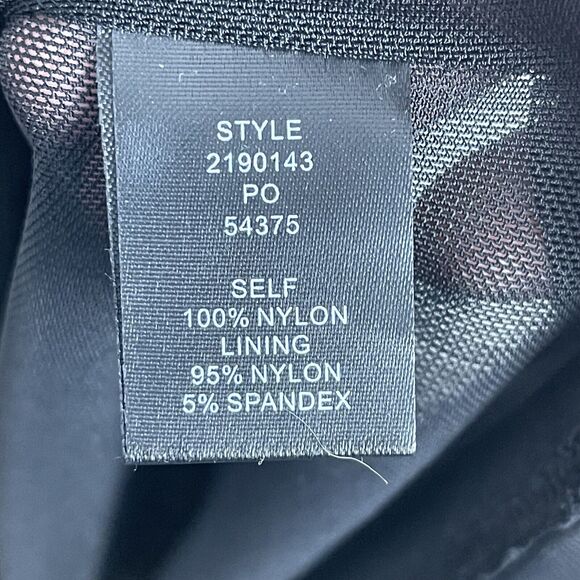 STYLE
2190143
PO
54375
SELF
100% NYLON
LINING
95% NYLON
5% SPANDEX